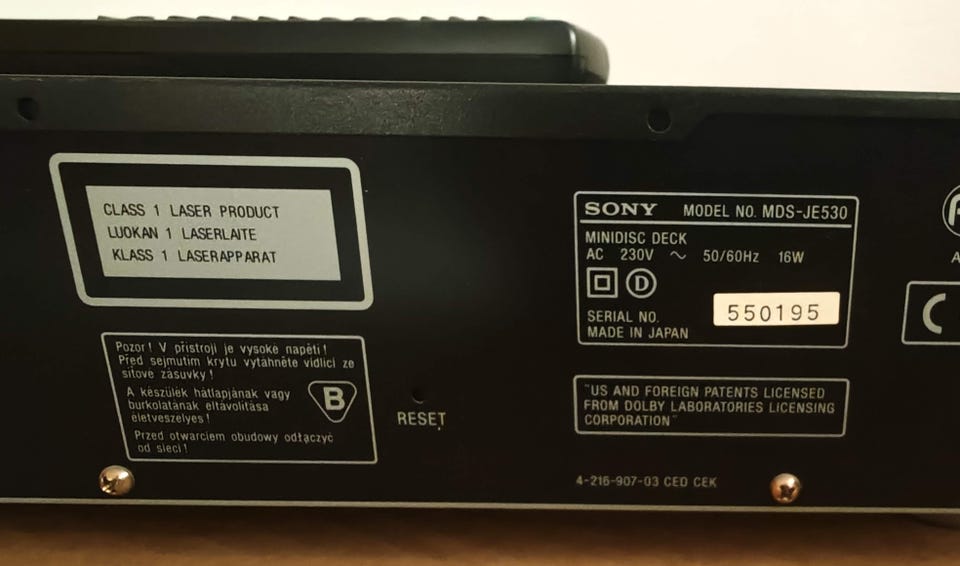 CLASS 1 LASER PRODUCT
LUOKAN 1 LASERLAITE
KLASS 1 LASERAPPARAT
Pozor! V přístroji je vysoké napětí!
Před sejmutím krytu vytáhněte vidlici ze
síťové zásuvky!
A készülék hátlapjának vagy
burkolatának eltávolítása
életveszélyes!
B
Przed otwarciem obudowy odłączyć
od sieci!
RESET
SONY MODEL NO. MDS-JE530
MINIDISC DECK
AC 230V ~ 50/60Hz 16W
D
SERIAL NO. 550195
MADE IN JAPAN
"US AND FOREIGN PATENTS LICENSED
FROM DOLBY LABORATORIES LICENSING
CORPORATION"
4-216-907-03 CED CEK